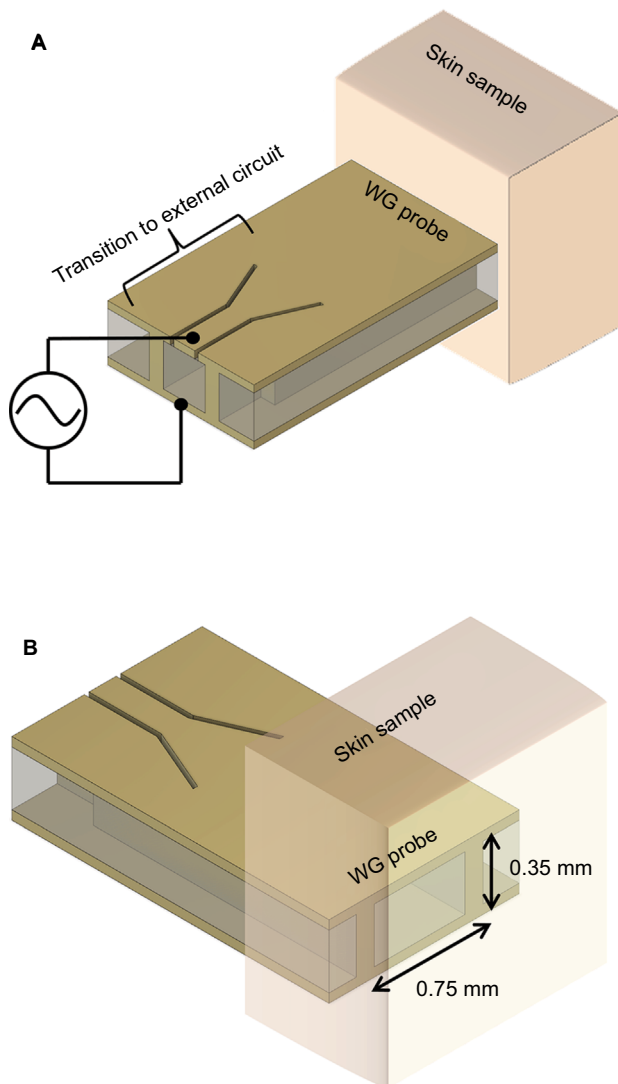 A
Skin sample
WG probe
Transition to external circuit
B
Skin sample
WG probe
0.35 mm
0.75 mm